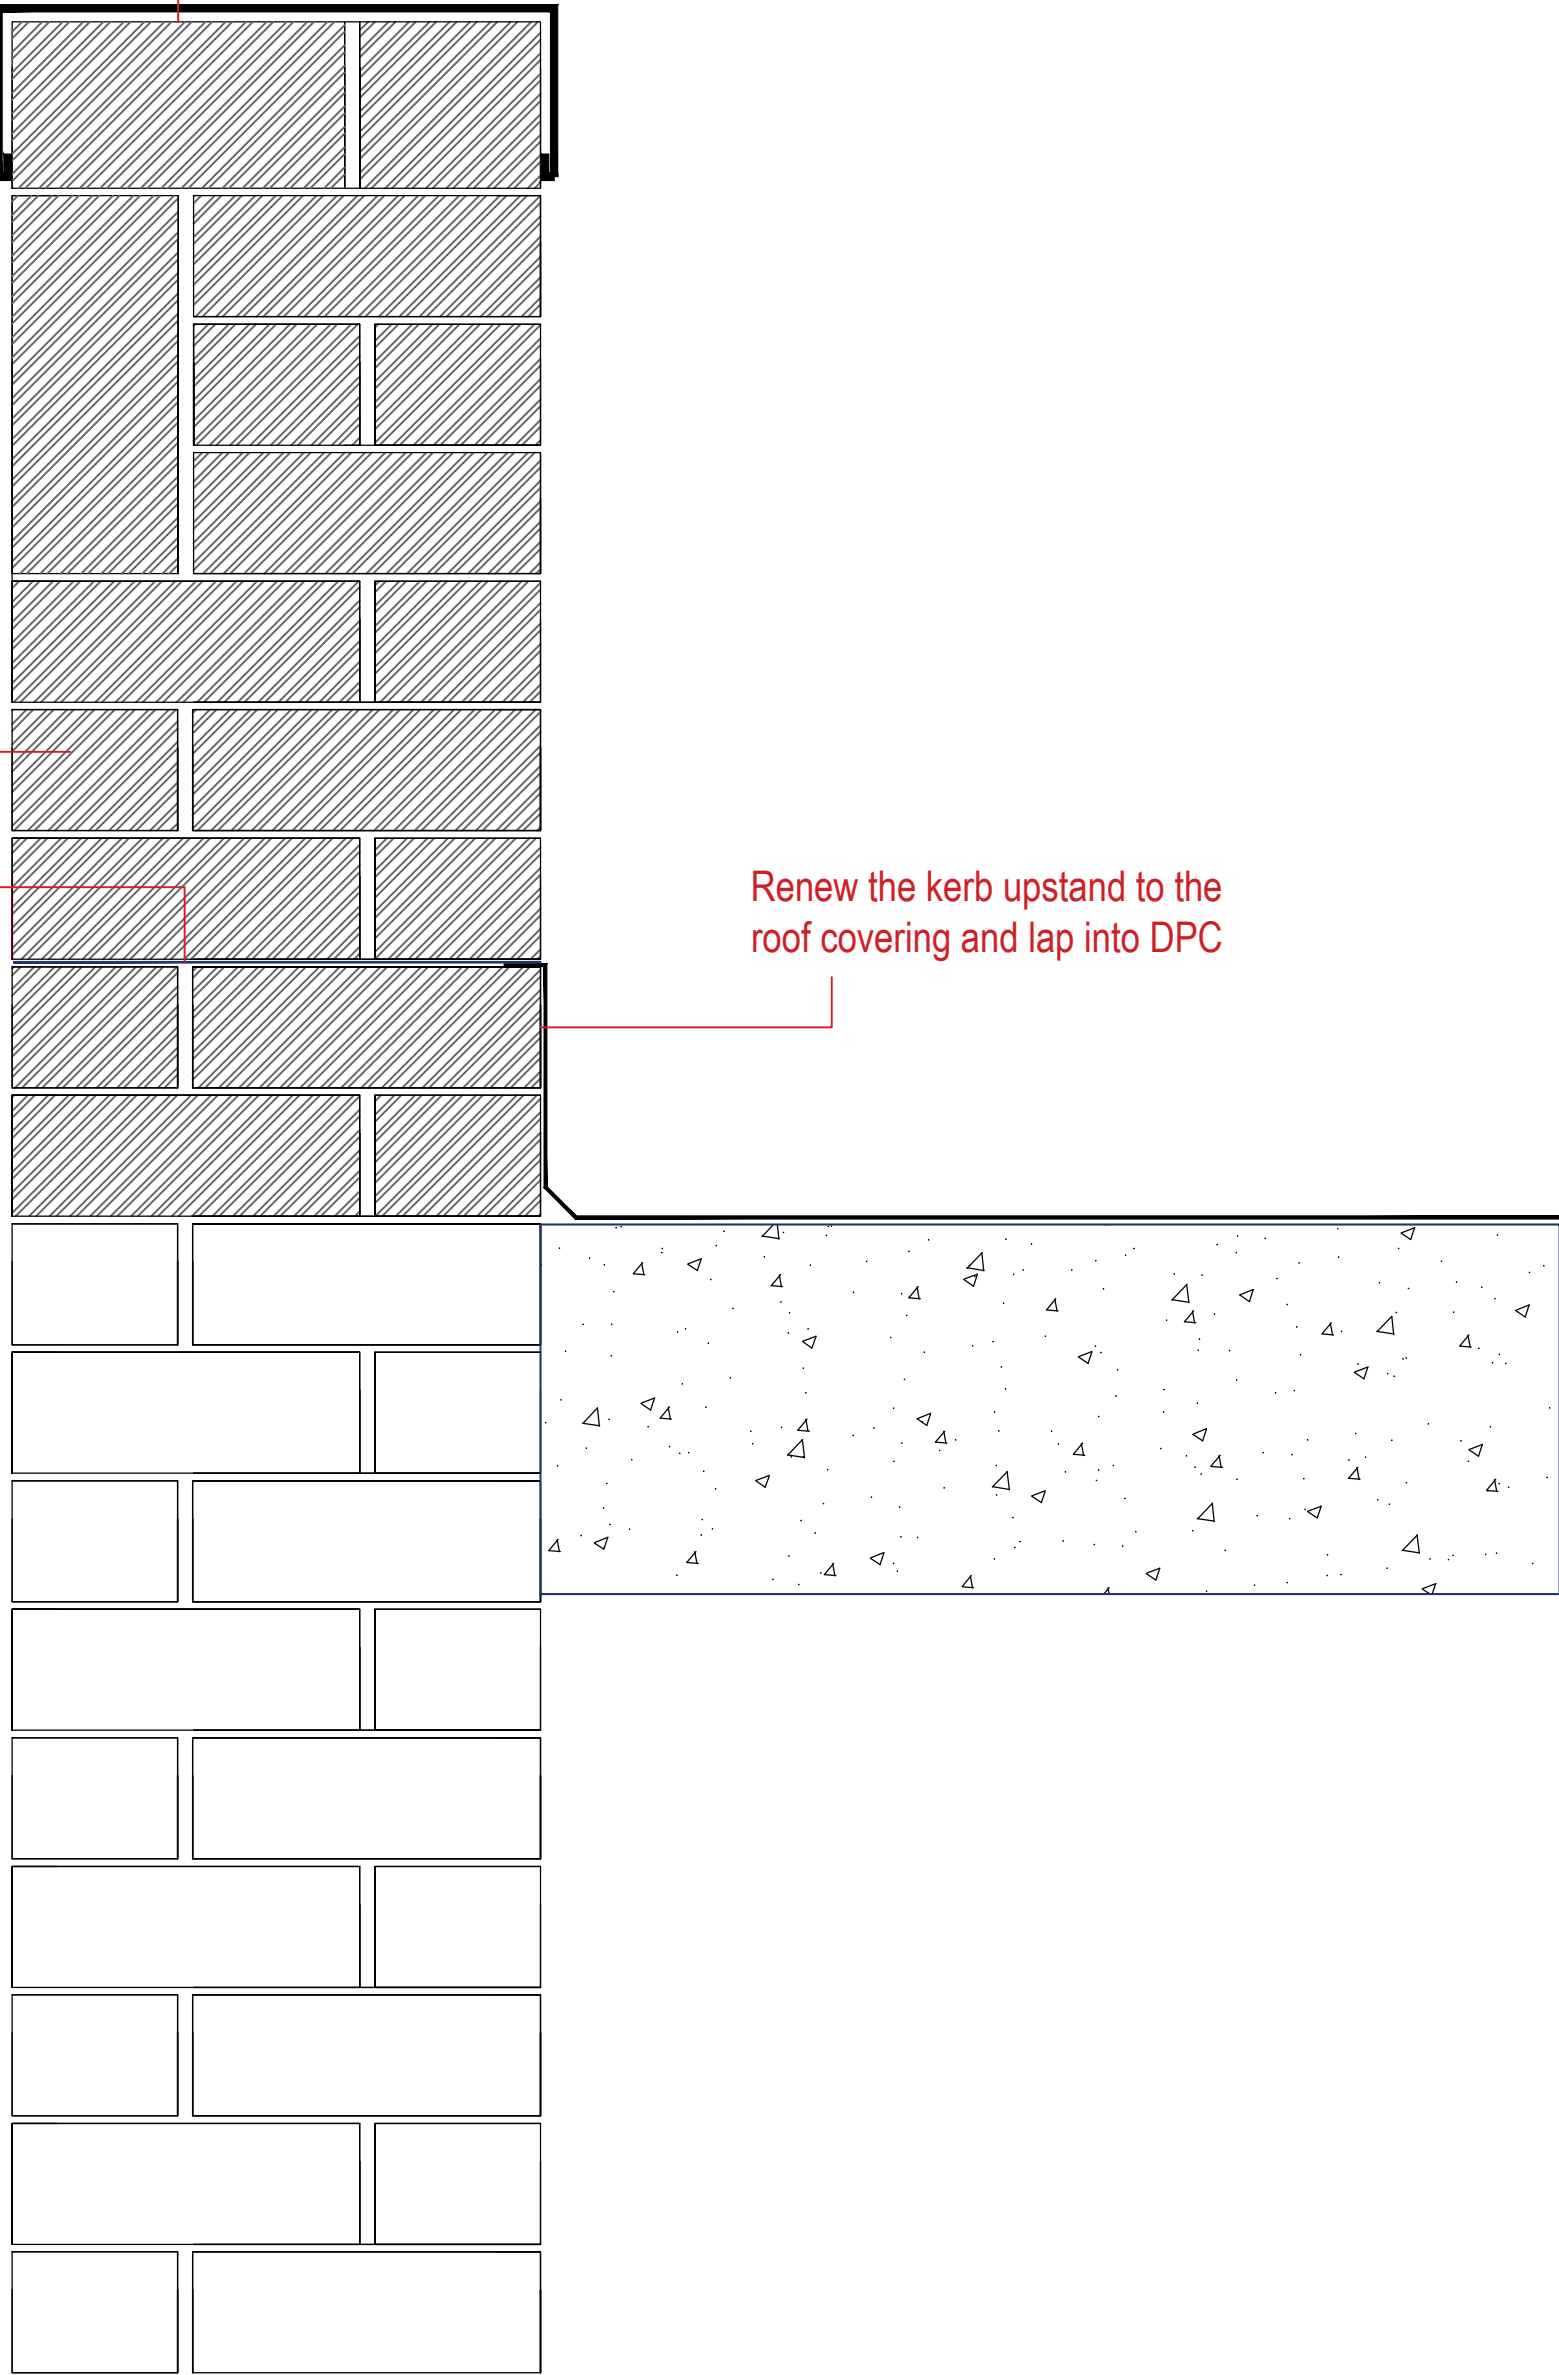 Renew the kerb upstand to the
roof covering and lap into DPC